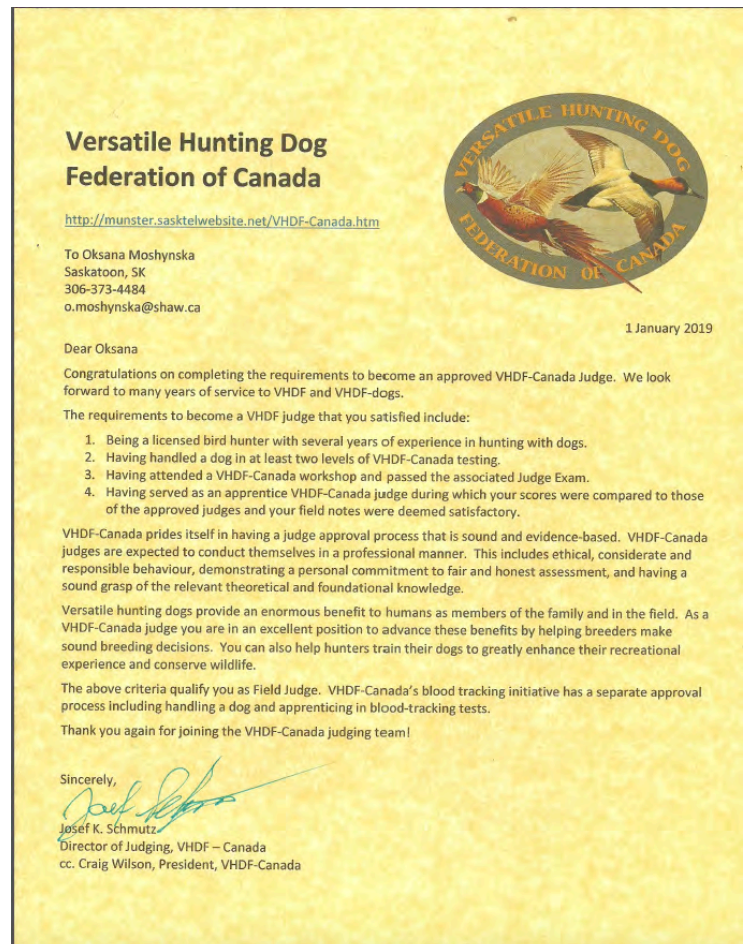 Versatile Hunting Dog
Federation of Canada
VERSATILE HUNTING DOG
FEDERATION OF CANADA
http://munster.sasktelwebsite.net/VHDF-Canada.htm
To Oksana Moshynska
Saskatoon, SK
306-373-4484
o.moshynska@shaw.ca
1 January 2019
Dear Oksana
Congratulations on completing the requirements to become an approved VHDF-Canada Judge. We look
forward to many years of service to VHDF and VHDF-dogs.
The requirements to become a VHDF judge that you satisfied include:
1. Being a licensed bird hunter with several years of experience in hunting with dogs.
2. Having handled a dog in at least two levels of VHDF-Canada testing.
3. Having attended a VHDF-Canada workshop and passed the associated Judge Exam.
4. Having served as an apprentice VHDF-Canada judge during which your scores were compared to those
of the approved judges and your field notes were deemed satisfactory.
VHDF-Canada prides itself in having a judge approval process that is sound and evidence-based. VHDF-Canada
judges are expected to conduct themselves in a professional manner. This includes ethical, considerate and
responsible behaviour, demonstrating a personal commitment to fair and honest assessment, and having a
sound grasp of the relevant theoretical and foundational knowledge.
Versatile hunting dogs provide an enormous benefit to humans as members of the family and in the field. As a
VHDF-Canada judge you are in an excellent position to advance these benefits by helping breeders make
sound breeding decisions. You can also help hunters train their dogs to greatly enhance their recreational
experience and conserve wildlife.
The above criteria qualify you as Field Judge. VHDF-Canada's blood tracking initiative has a separate approval
process including handling a dog and apprenticing in blood-tracking tests.
Thank you again for joining the VHDF-Canada judging team!
Sincerely,
Josef K. Schmutz
Director of Judging, VHDF – Canada
cc. Craig Wilson, President, VHDF-Canada